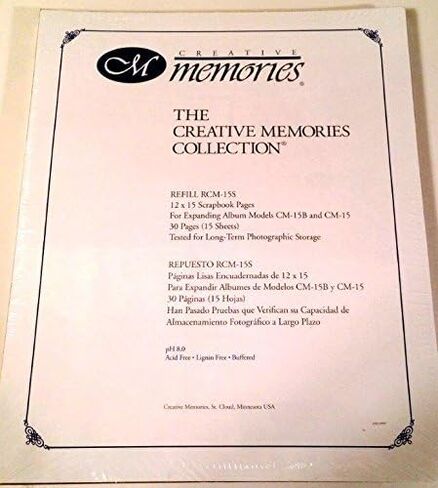 CM
CREATIVE
memories®
THE
CREATIVE MEMORIES
COLLECTION®
REFILL RCM-15S
12 x 15 Scrapbook Pages
For Expanding Album Models CM-15B and CM-15
30 Pages (15 Sheets)
Tested for Long-Term Photographic Storage
REPUESTO RCM-15S
Páginas Lisas Encuadernadas de 12 x 15
Para Expandir Albumes de Modelos CM-15B y CM-15
30 Páginas (15 Hojas)
Han Pasado Pruebas que Verifican su Capacidad de
Almacenamiento Fotográfico a Largo Plazo
pH 8.0
Acid Free • Lignin Free • Buffered
Creative Memories, St. Cloud, Minnesota USA